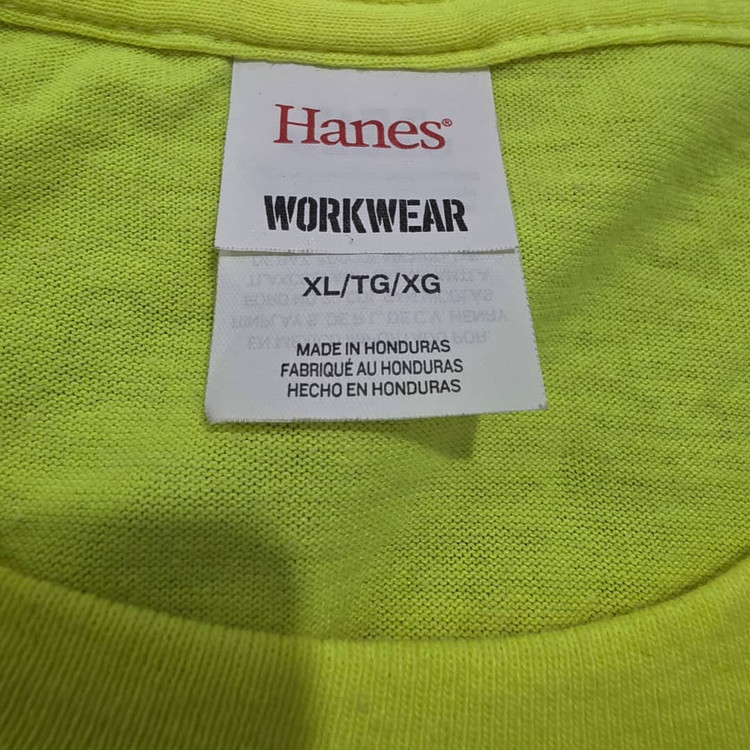 Hanes®
WORKWEAR
XL/TG/XG
MADE IN HONDURAS
FABRIQUÉ AU HONDURAS
HECHO EN HONDURAS